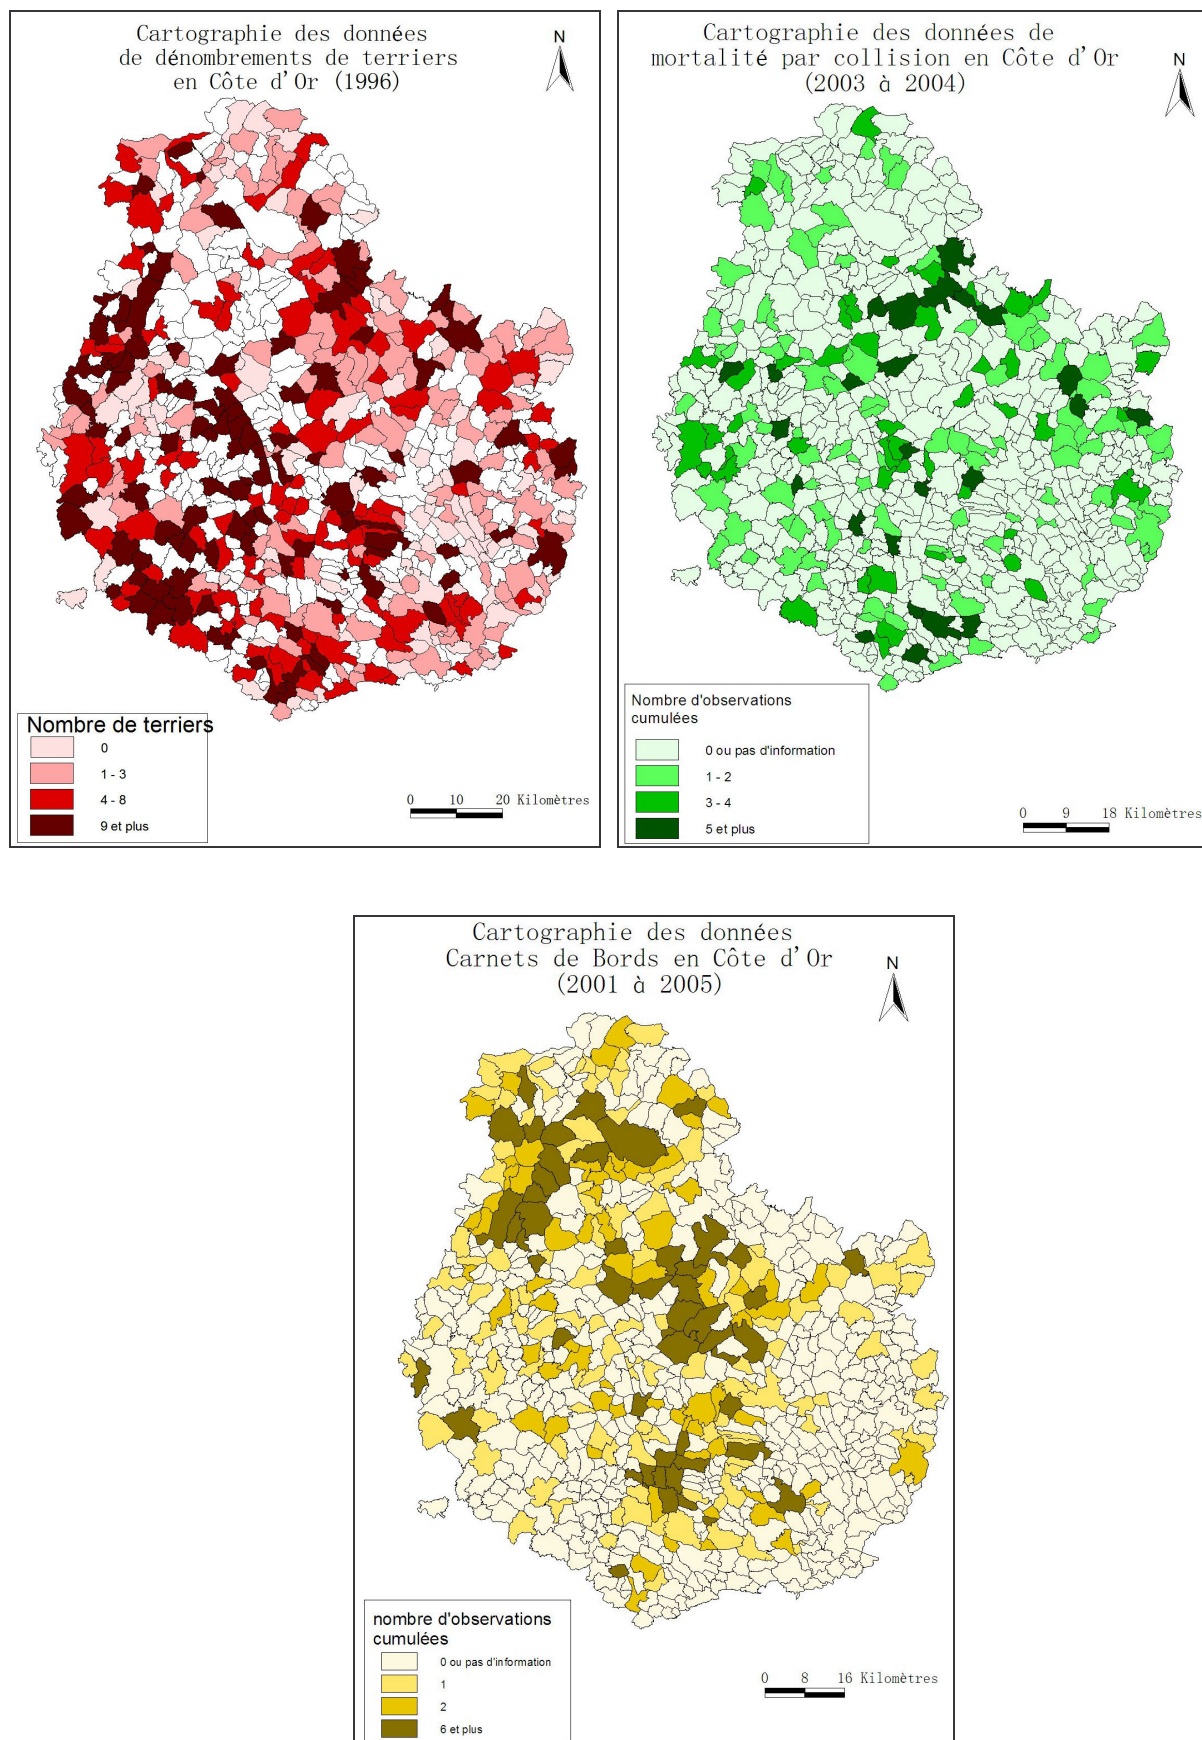 Cartographie des données
de dénombrements de terriers
en Côte d'Or (1996)
N
Nombre de terriers
0
1 - 3
4 - 8
9 et plus
0 10 20 Kilomètres
Cartographie des données de
mortalité par collision en Côte d'Or
(2003 à 2004)
N
Nombre d'observations
cumulées
0 ou pas d'information
1 - 2
3 - 4
5 et plus
0 9 18 Kilomètres
Cartographie des données
Carnets de Bords en Côte d'Or
(2001 à 2005)
N
nombre d'observations
cumulées
0 ou pas d'information
1
2
6 et plus
0 8 16 Kilomètres